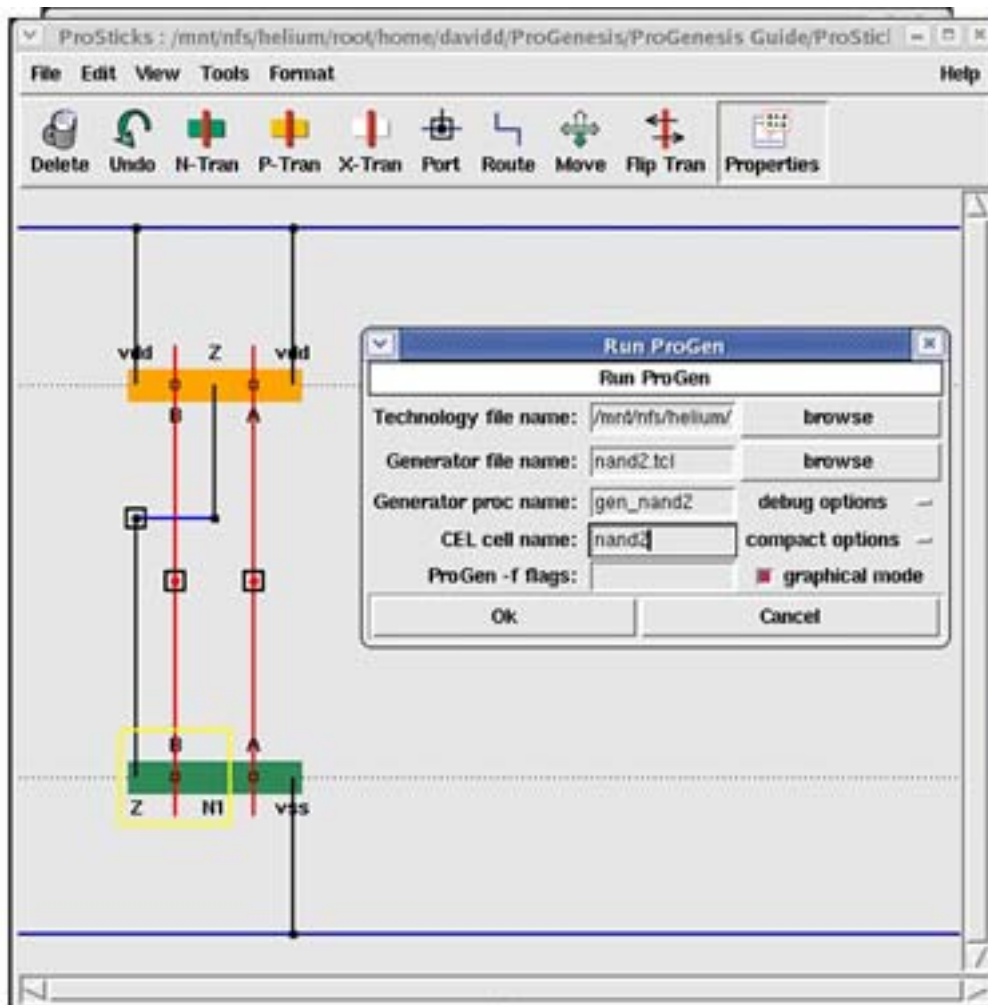 ProSticks : /mnt/nfs/helium/root/home/davidd/ProGenesis/ProGenesis Guide/ProSticl
File Edit View Tools Format Help
Delete Undo N-Tran P-Tran X-Tran Port Route Move Flip Tran Properties
vdd Z vdd
B A
B A
Z N1 vss
Run ProGen
Run ProGen
Technology file name: /mnt/nfs/helium/ browse
Generator file name: nand2.tcl browse
Generator proc name: gen_nand2 debug options
CEL cell name: nand2 compact options
ProGen -f flags: graphical mode
Ok Cancel